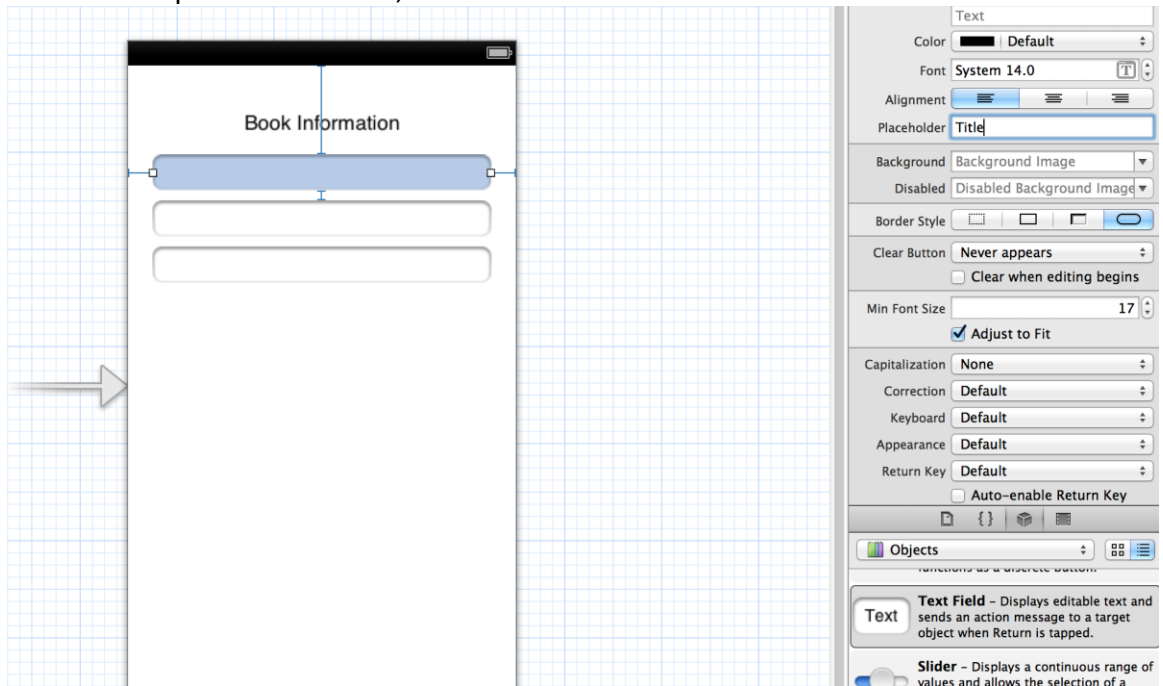 Book Information
Text
Color Default
Font System 14.0 T
Alignment
Placeholder Title
Background Background Image
Disabled Disabled Background Image
Border Style
Clear Button Never appears
Clear when editing begins
Min Font Size 17
Adjust to Fit
Capitalization None
Correction Default
Keyboard Default
Appearance Default
Return Key Default
Auto-enable Return Key
{}
Objects
functions as a discrete button.
Text
Text Field – Displays editable text and
sends an action message to a target
object when Return is tapped.
Slider – Displays a continuous range of
values and allows the selection of a